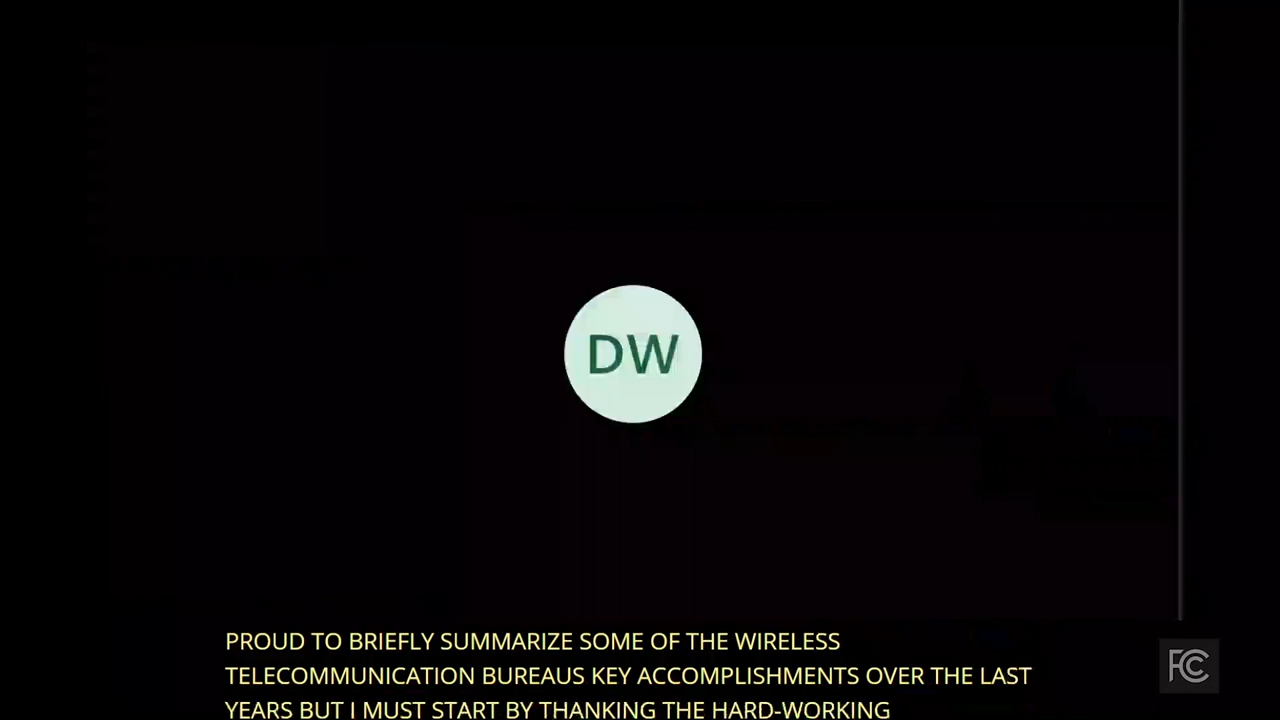 DW
PROUD TO BRIEFLY SUMMARIZE SOME OF THE WIRELESS
TELECOMMUNICATION BUREAUS KEY ACCOMPLISHMENTS OVER THE LAST
YEARS BUT I MUST START BY THANKING THE HARD-WORKING
FCC